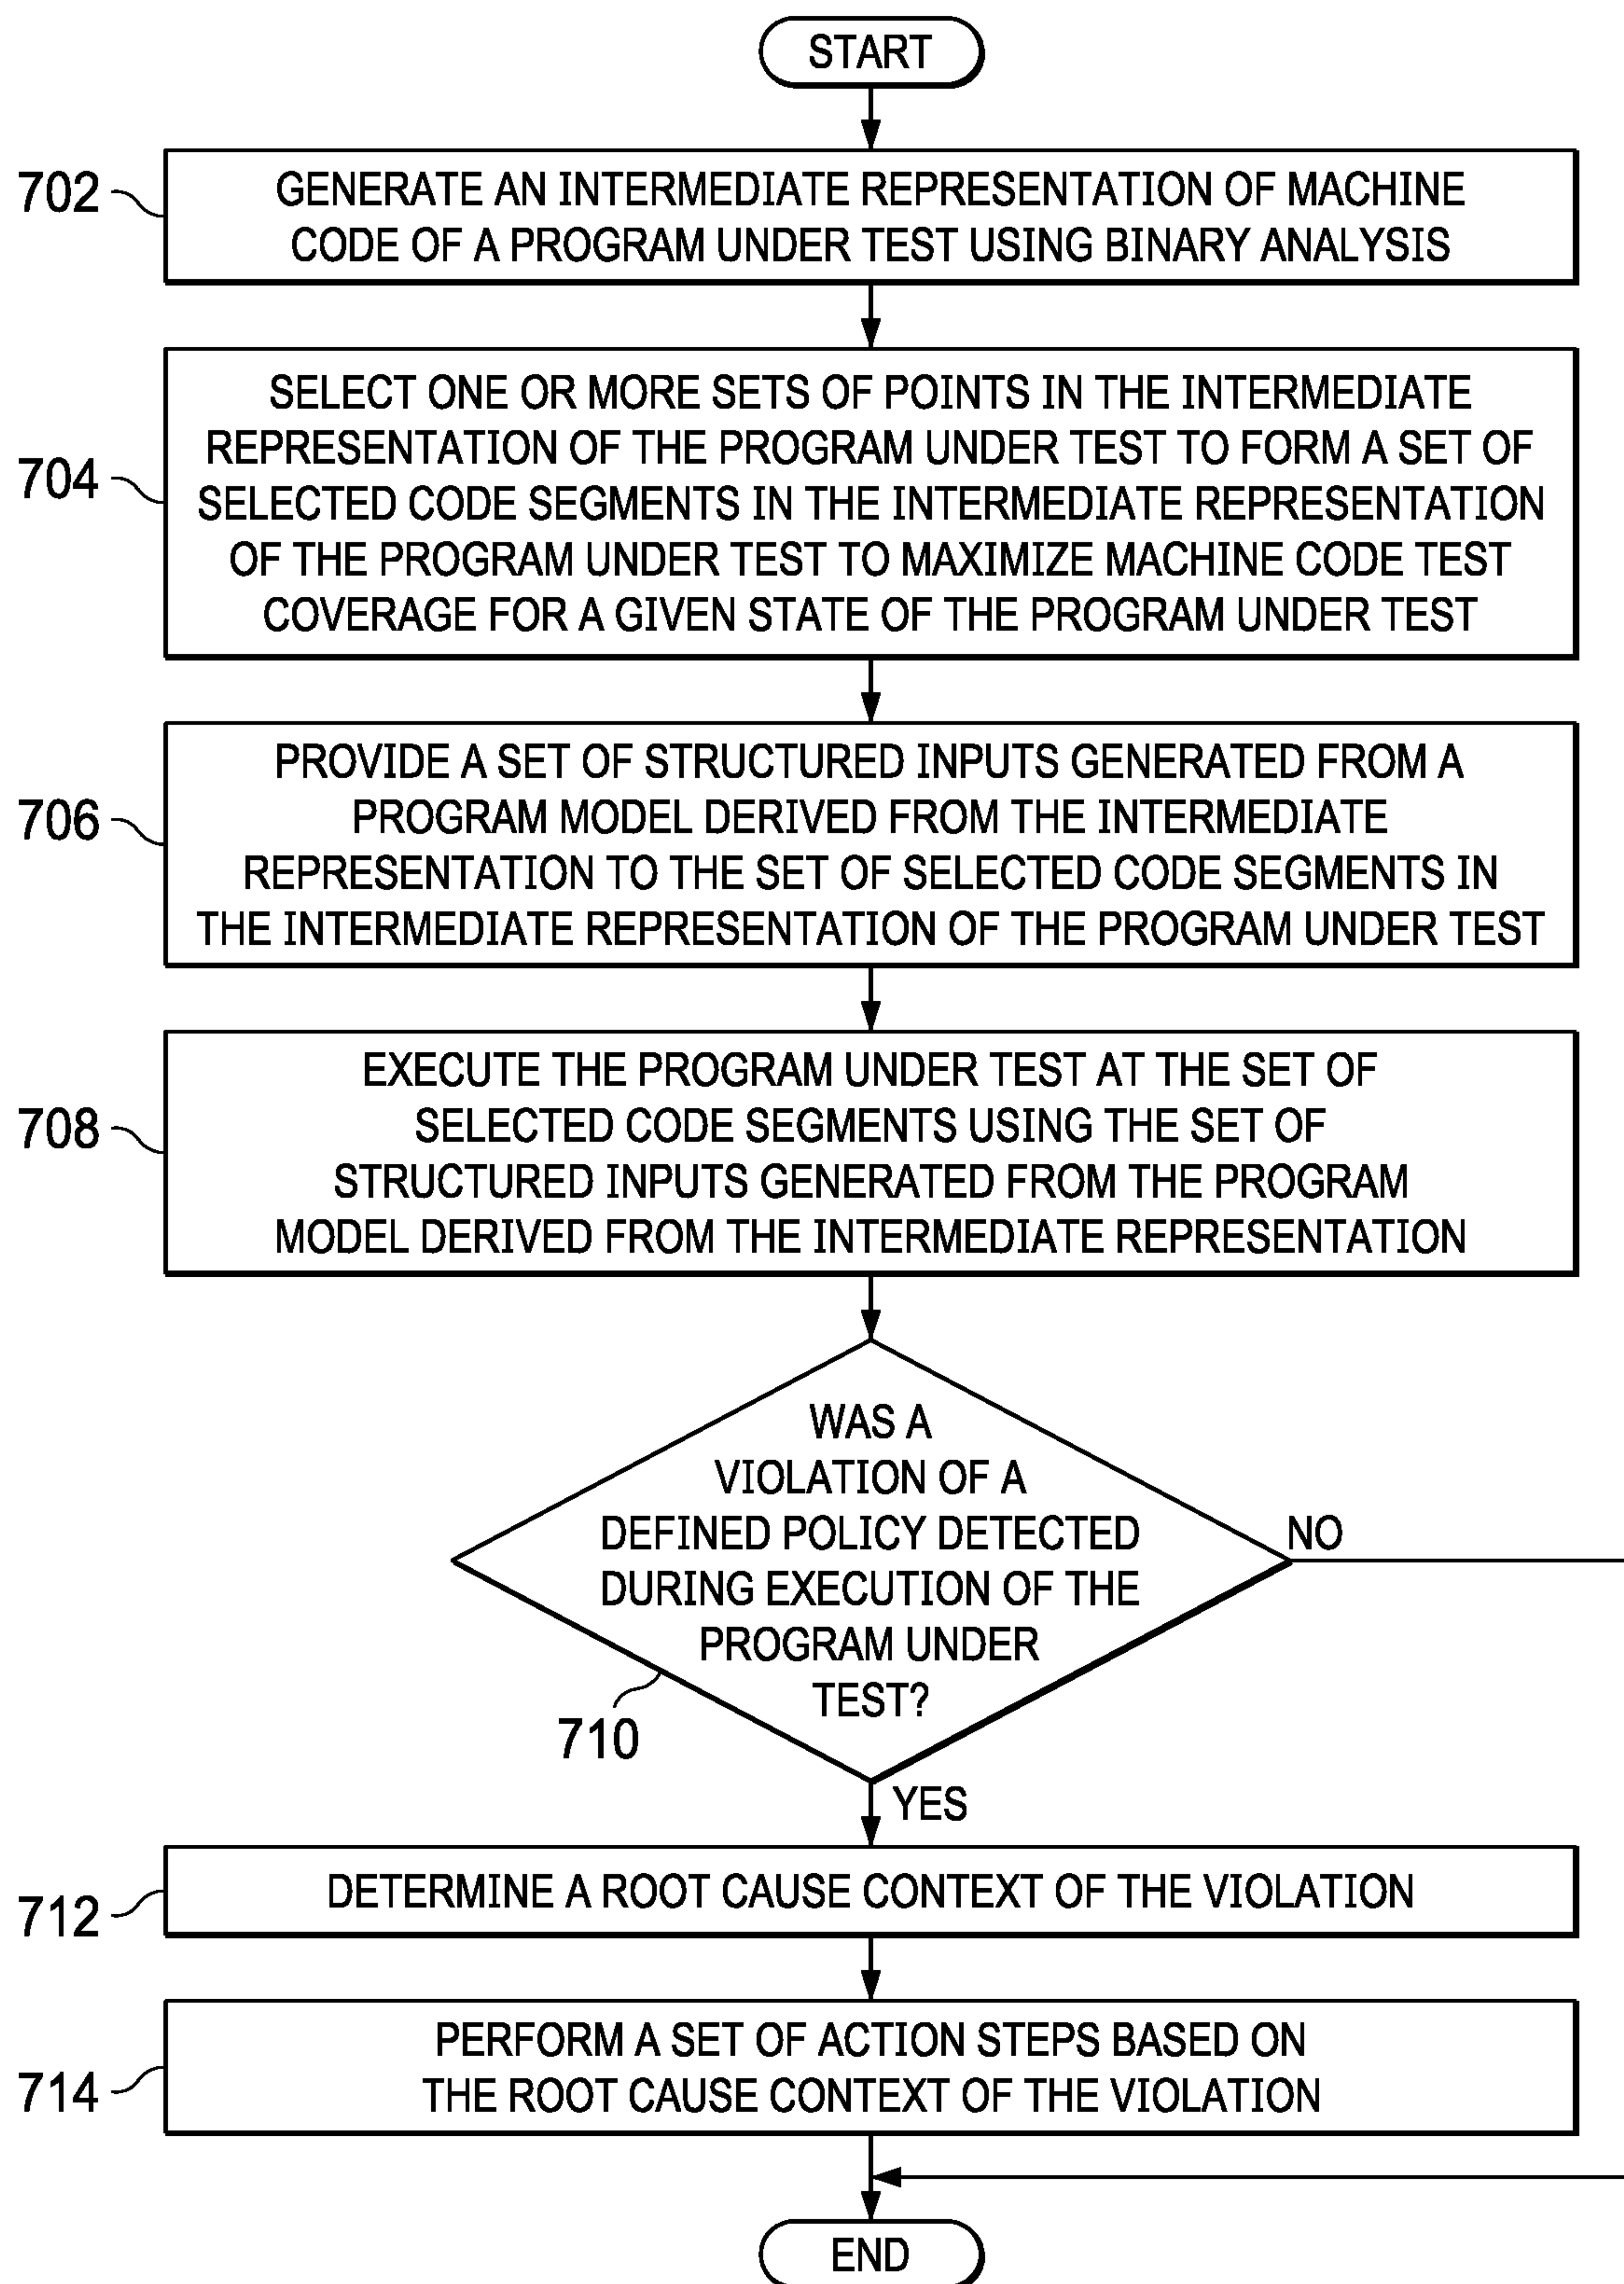 START
702
GENERATE AN INTERMEDIATE REPRESENTATION OF MACHINE
CODE OF A PROGRAM UNDER TEST USING BINARY ANALYSIS
704
SELECT ONE OR MORE SETS OF POINTS IN THE INTERMEDIATE
REPRESENTATION OF THE PROGRAM UNDER TEST TO FORM A SET OF
SELECTED CODE SEGMENTS IN THE INTERMEDIATE REPRESENTATION
OF THE PROGRAM UNDER TEST TO MAXIMIZE MACHINE CODE TEST
COVERAGE FOR A GIVEN STATE OF THE PROGRAM UNDER TEST
706
PROVIDE A SET OF STRUCTURED INPUTS GENERATED FROM A
PROGRAM MODEL DERIVED FROM THE INTERMEDIATE
REPRESENTATION TO THE SET OF SELECTED CODE SEGMENTS IN
THE INTERMEDIATE REPRESENTATION OF THE PROGRAM UNDER TEST
708
EXECUTE THE PROGRAM UNDER TEST AT THE SET OF
SELECTED CODE SEGMENTS USING THE SET OF
STRUCTURED INPUTS GENERATED FROM THE PROGRAM
MODEL DERIVED FROM THE INTERMEDIATE REPRESENTATION
WAS A
VIOLATION OF A
DEFINED POLICY DETECTED
DURING EXECUTION OF THE
PROGRAM UNDER
TEST?
NO
710
YES
712
DETERMINE A ROOT CAUSE CONTEXT OF THE VIOLATION
714
PERFORM A SET OF ACTION STEPS BASED ON
THE ROOT CAUSE CONTEXT OF THE VIOLATION
END